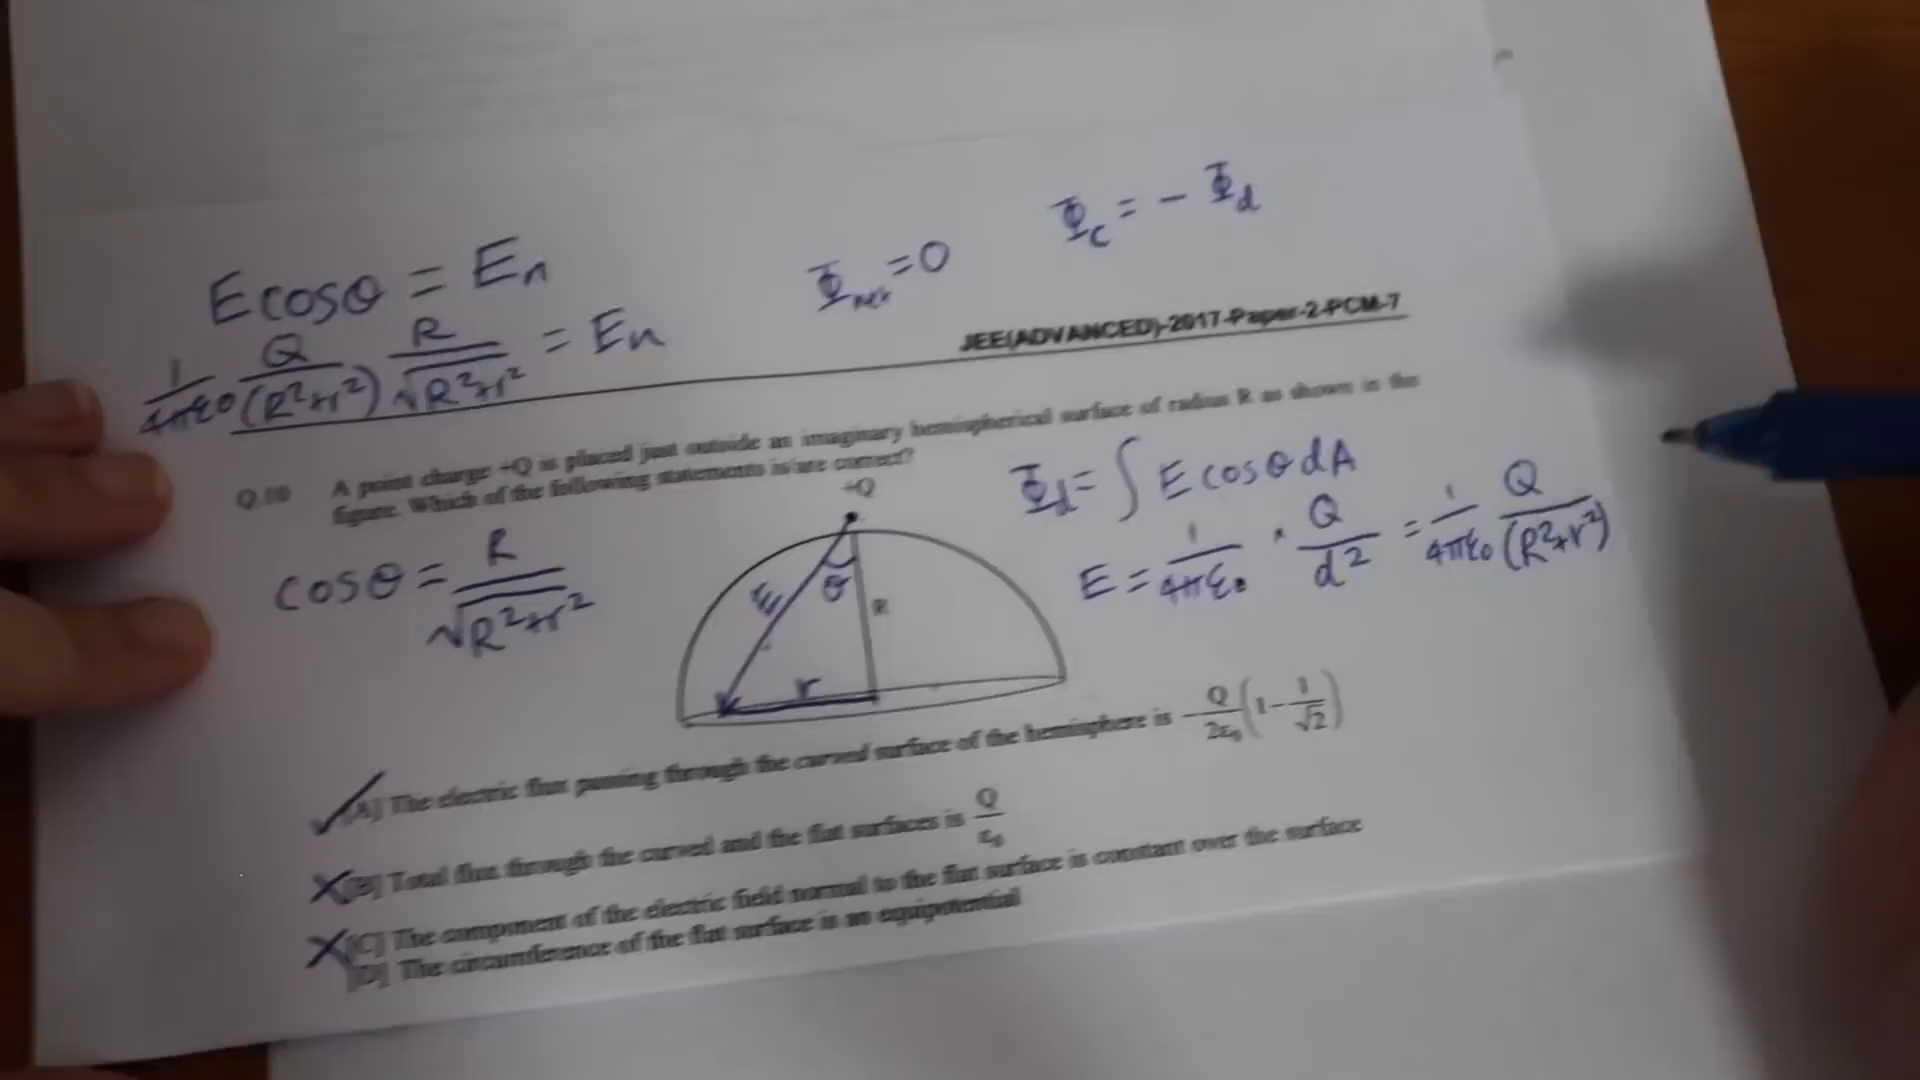 E cosθ = Eₙ
1/4πε0 Q/(R²+r²) R/√R²+r² = Eₙ
Φnet = 0
Φc = - Φd
JEE(ADVANCED)-2017-Paper-2-PCM-7
Q.10 A point charge +Q is placed just outside an imaginary hemispherical surface of radius R as shown in the
figure. Which of the following statements is/are correct?
+Q
cosθ = R/√R²+r²
E
θ
R
r
Φd = ∫ E cosθ dA
E = 1/4πε0 × Q/d² = 1/4πε0 Q/(R²+r²)
[A] The electric flux passing through the curved surface of the hemisphere is -Q/2ε0 (1 - 1/√2)
[B] Total flux through the curved and the flat surfaces is Q/ε0
[C] The component of the electric field normal to the flat surface is constant over the surface
[D] The circumference of the flat surface is an equipotential